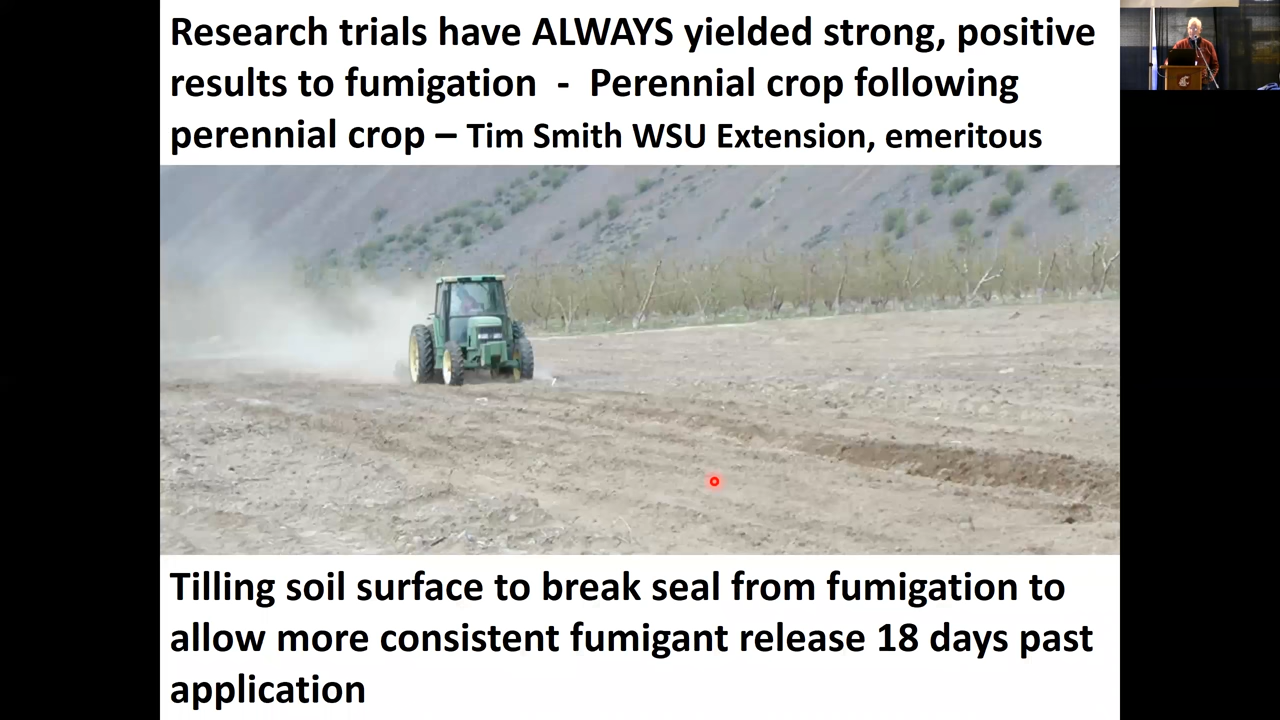 Research trials have ALWAYS yielded strong, positive
results to fumigation - Perennial crop following
perennial crop – Tim Smith WSU Extension, emeritous
Tilling soil surface to break seal from fumigation to
allow more consistent fumigant release 18 days past
application